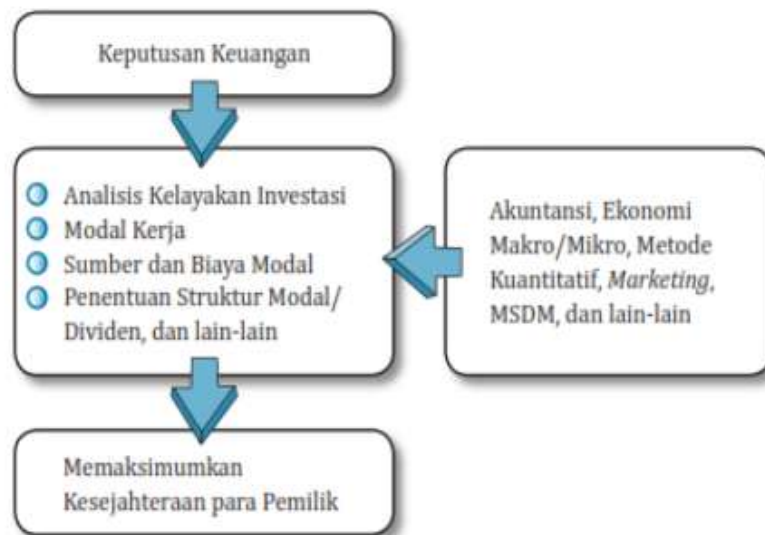 Keputusan Keuangan
Analisis Kelayakan Investasi
Modal Kerja
Sumber dan Biaya Modal
Penentuan Struktur Modal/
Dividen, dan lain-lain
Akuntansi, Ekonomi
Makro/Mikro, Metode
Kuantitatif, Marketing,
MSDM, dan lain-lain
Memaksimumkan
Kesejahteraan para Pemilik